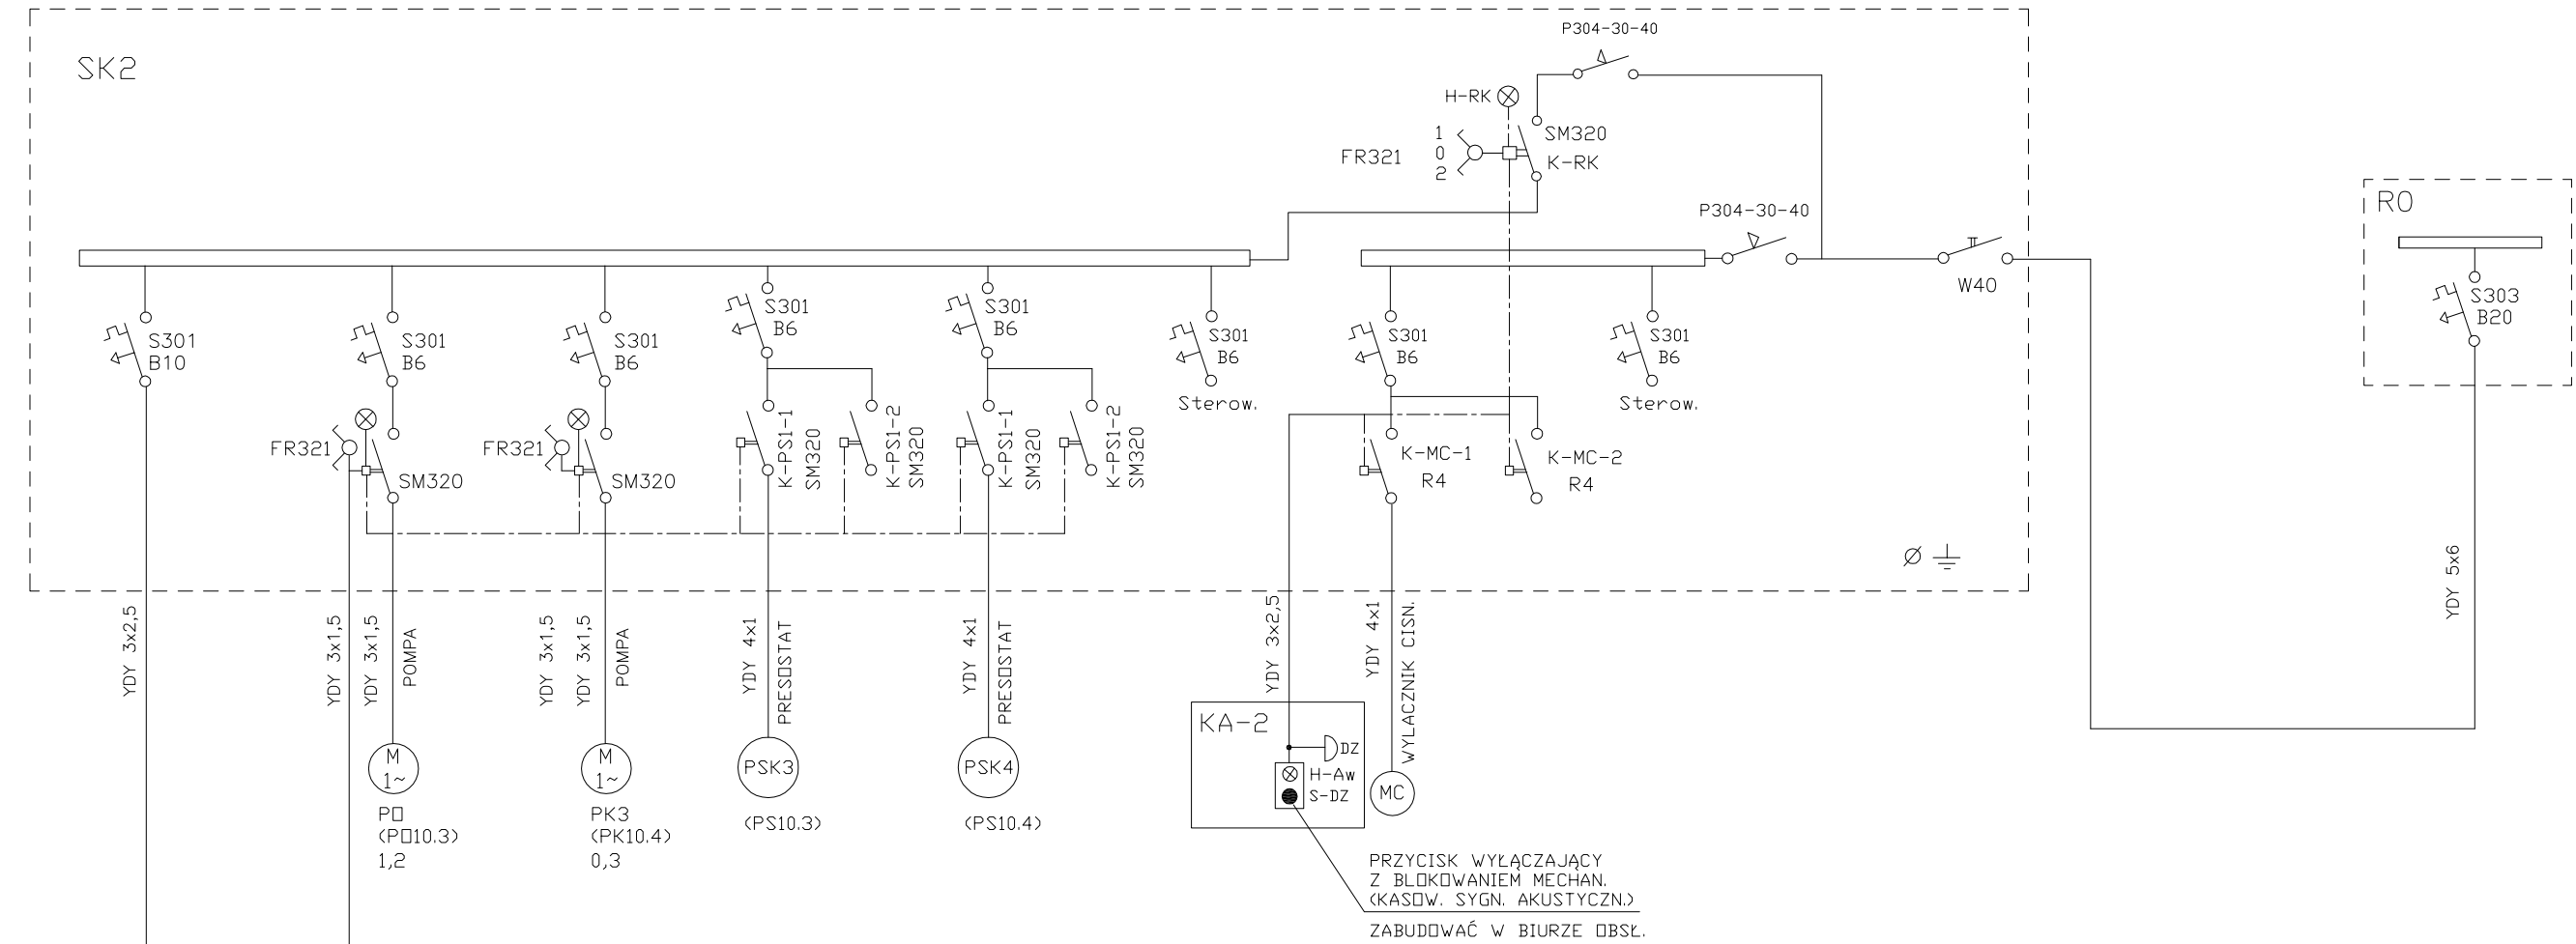 SK2
P304-30-40
H-RK
SM320
K-RK
FR321
1
0
2
P304-30-40
W40
RO
S303
B20
S301
B10
S301
B6
S301
B6
S301
B6
S301
B6
S301
B6
Sterow.
S301
B6
S301
B6
Sterow.
FR321
SM320
FR321
SM320
K-PS1-1
SM320
K-PS1-2
SM320
K-PS1-1
SM320
K-PS1-2
SM320
K-MC-1
R4
K-MC-2
R4
YDY 3x2,5
YDY 3x1,5
YDY 3x1,5
POMPA
YDY 3x1,5
YDY 3x1,5
POMPA
YDY 4x1
PRESOSTAT
YDY 4x1
PRESOSTAT
YDY 3x2,5
YDY 4x1
WYLACZNIK CISN.
YDY 5x6
M
1~
PO
(PO10.3)
1,2
M
1~
PK3
(PK10.4)
0,3
PSK3
(PS10.3)
PSK4
(PS10.4)
KA-2
DZ
H-Aw
S-DZ
MC
PRZYCISK WYŁĄCZAJĄCY
Z BLOKOWANIEM MECHAN.
(KASOW. SYGN. AKUSTYCZN.)
ZABUDOWAĆ W BIURZE OBSŁ.